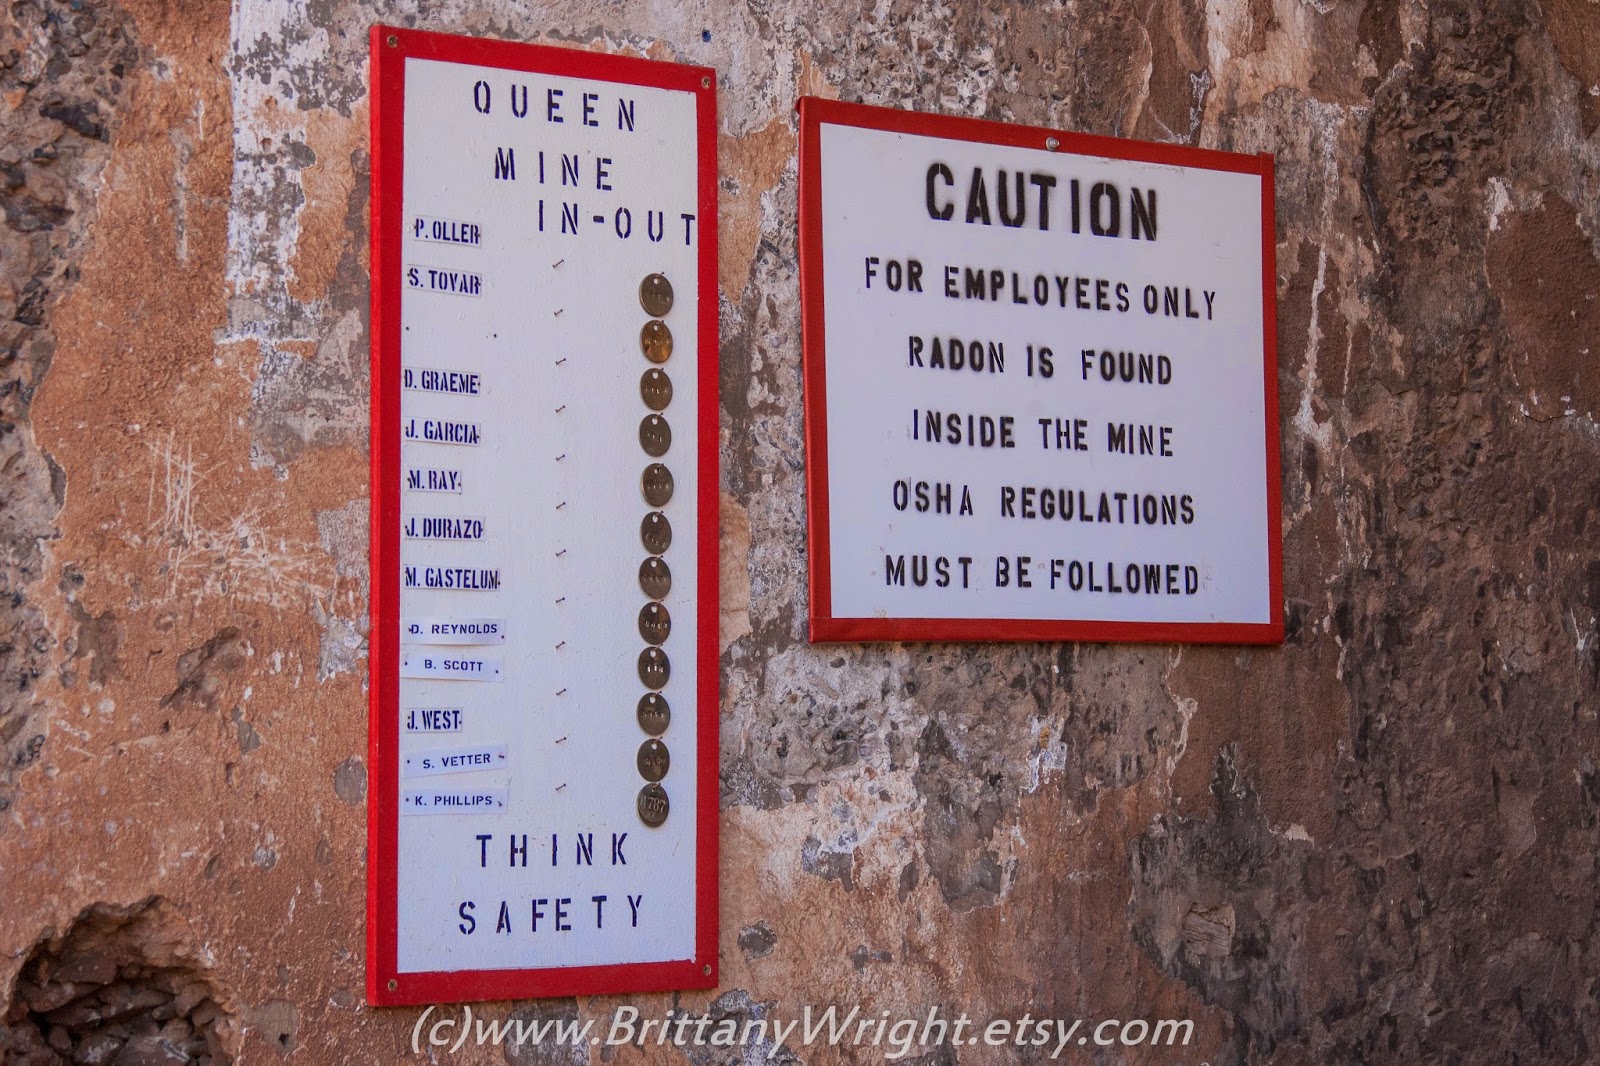 QUEEN
MINE
IN-OUT
P. OLLER
S. TOVAR
D. GRAEME
J. GARCIA
M. RAY
J. DURAZO
M. GASTELUM
D. REYNOLDS
B. SCOTT
J. WEST
S. VETTER
K. PHILLIPS
1787
THINK
SAFETY
CAUTION
FOR EMPLOYEES ONLY
RADON IS FOUND
INSIDE THE MINE
OSHA REGULATIONS
MUST BE FOLLOWED
(c)www.BrittanyWright.etsy.com